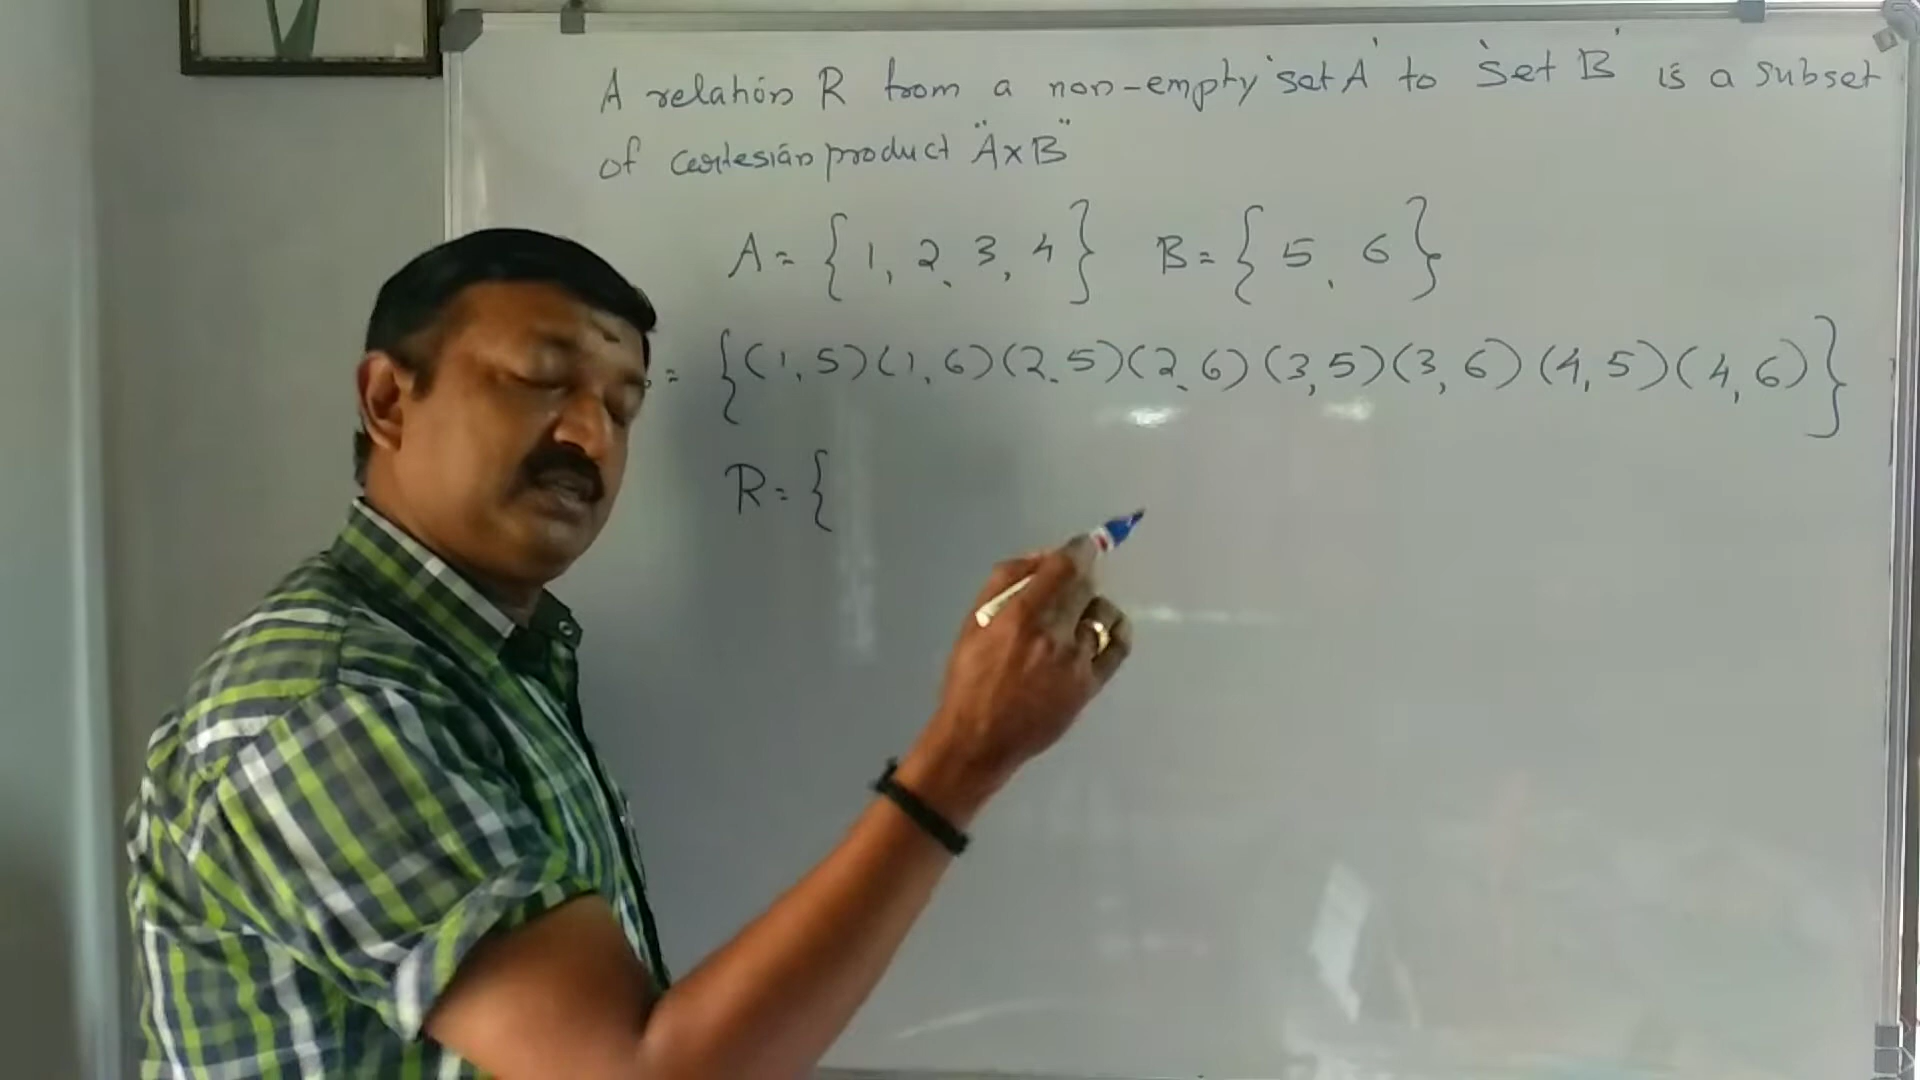 A relation R from a non-empty 'set A' to 'set B' is a subset
of cartesian product "A×B"
A = { 1, 2, 3, 4 } B = { 5, 6 }
= { (1, 5) (1, 6) (2, 5) (2, 6) (3, 5) (3, 6) (4, 5) (4, 6) }
R = {